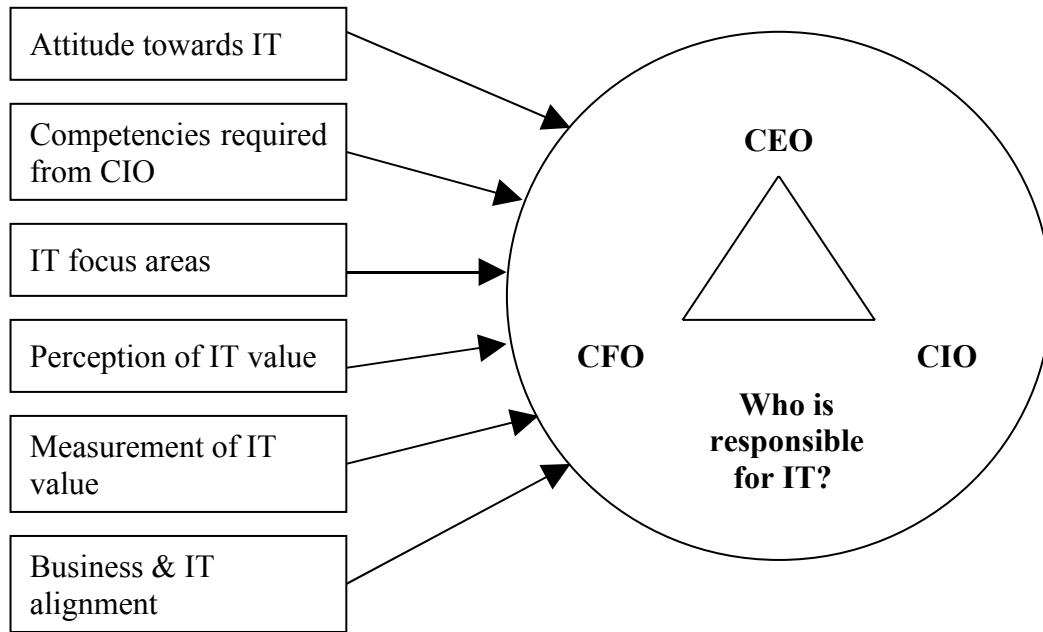 Attitude towards IT
Competencies required
from CIO
IT focus areas
Perception of IT value
Measurement of IT
value
Business & IT
alignment
CEO
CFO
CIO
Who is
responsible
for IT?